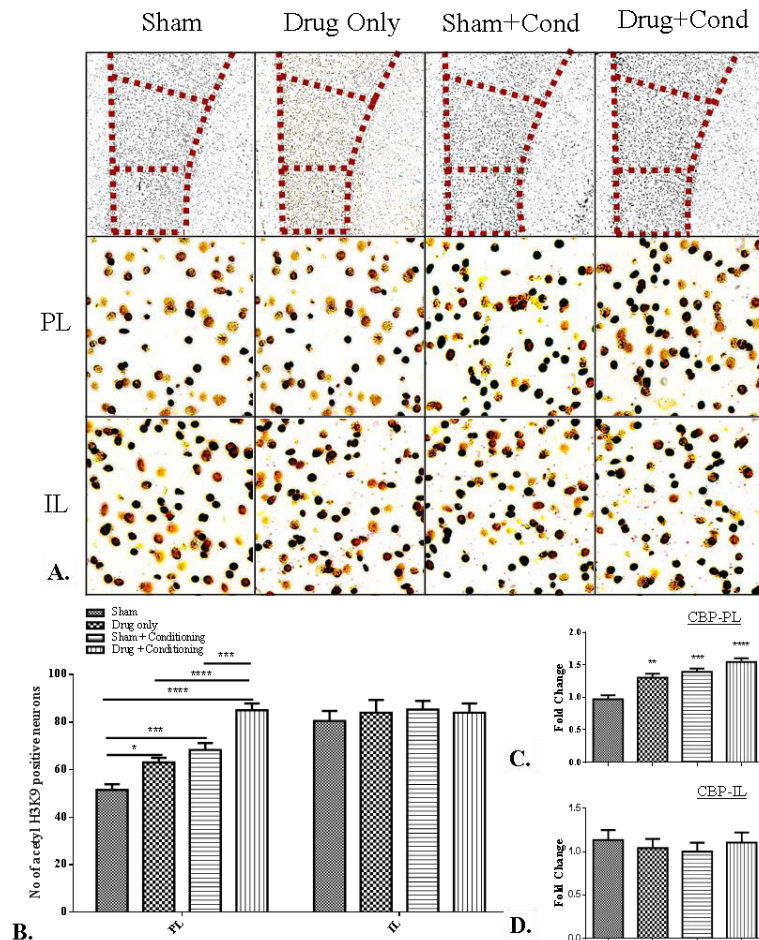 Sham Drug Only Sham+Cond Drug+Cond
PL
IL
A.
Sham
Drug only
Sham + Conditioning
Drug + Conditioning
***
****
****
***
*
No of acetyl H3K9 positive neurons
100
80
60
40
20
0
PL IL
B.
CBP-PL
Fold Change
2.0
1.5
1.0
0.5
0.0
** *** ****
C.
CBP-IL
Fold Change
1.5
1.0
0.5
0.0
D.